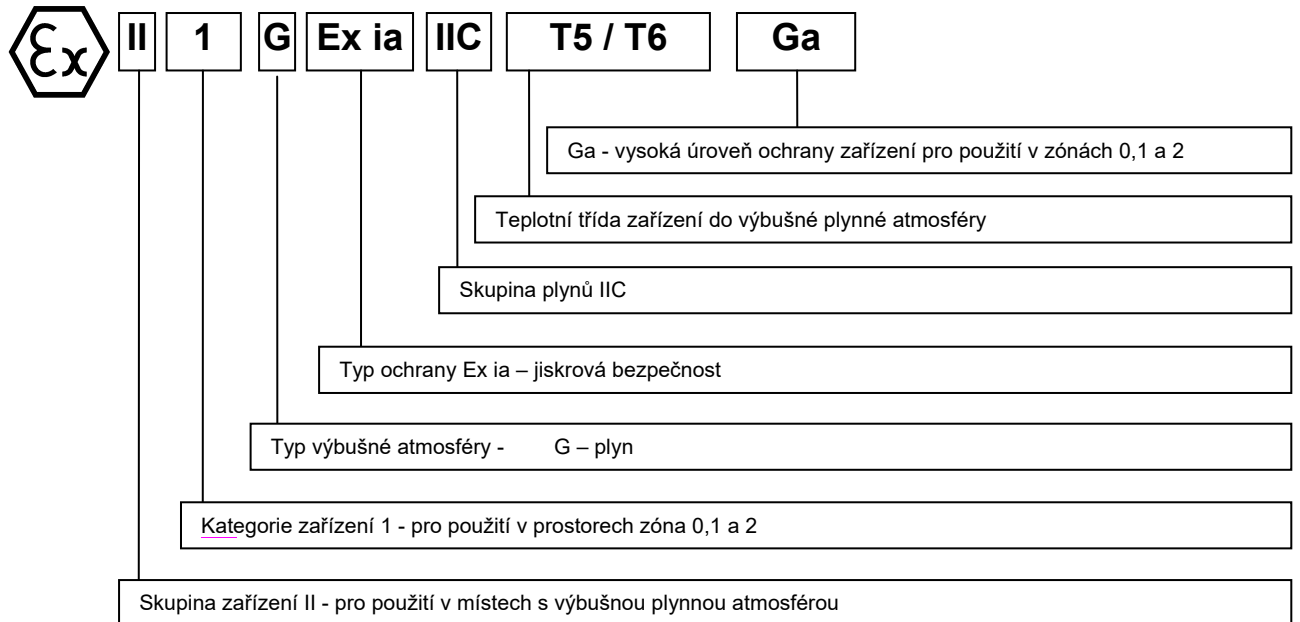 Ex II 1 G Ex ia IIC T5 / T6 Ga
Ga - vysoká úroveň ochrany zařízení pro použití v zónách 0,1 a 2
Teplotní třída zařízení do výbušné plynné atmosféry
Skupina plynů IIC
Typ ochrany Ex ia – jiskrová bezpečnost
Typ výbušné atmosféry - G – plyn
Kategorie zařízení 1 - pro použití v prostorech zóna 0,1 a 2
Skupina zařízení II - pro použití v místech s výbušnou plynnou atmosférou